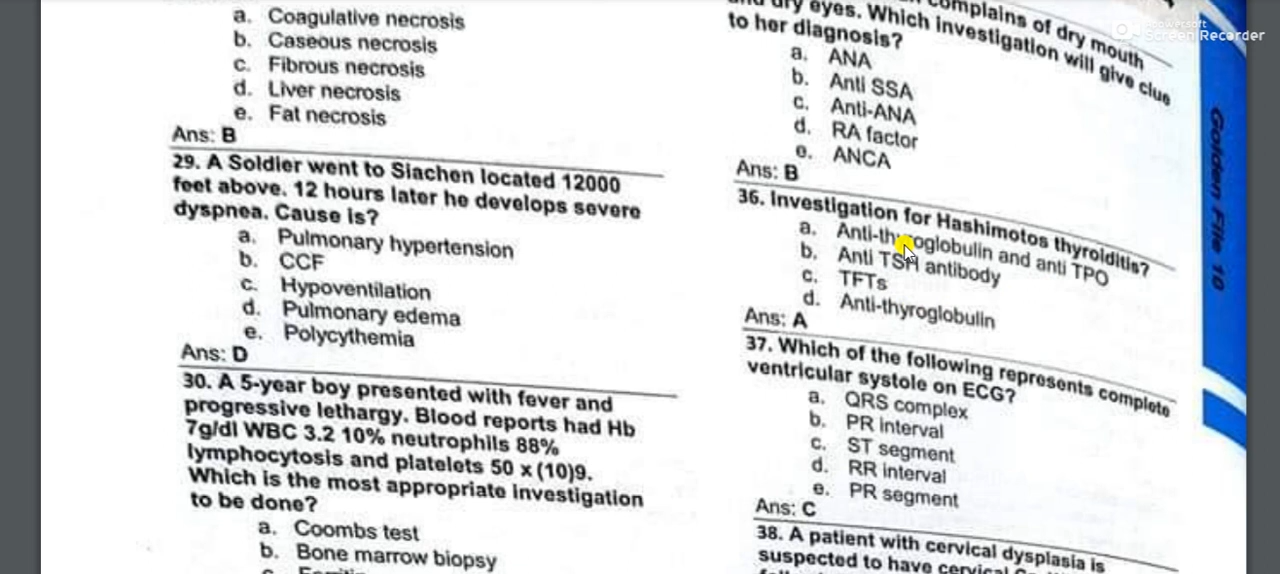 a. Coagulative necrosis
b. Caseous necrosis
c. Fibrous necrosis
d. Liver necrosis
e. Fat necrosis
Ans: B
29. A Soldier went to Siachen located 12000
feet above. 12 hours later he develops severe
dyspnea. Cause is?
a. Pulmonary hypertension
b. CCF
c. Hypoventilation
d. Pulmonary edema
e. Polycythemia
Ans: D
30. A 5-year boy presented with fever and
progressive lethargy. Blood reports had Hb
7g/dl WBC 3.2 10% neutrophils 88%
lymphocytosis and platelets 50 x (10)9.
Which is the most appropriate investigation
to be done?
a. Coombs test
b. Bone marrow biopsy
complains of dry mouth
and dry eyes. Which investigation will give clue
to her diagnosis?
a. ANA
b. Anti SSA
c. Anti-ANA
d. RA factor
e. ANCA
Ans: B
36. Investigation for Hashimotos thyroiditis?
a. Anti-thyroglobulin and anti TPO
b. Anti TSH antibody
c. TFTs
d. Anti-thyroglobulin
Ans: A
37. Which of the following represents complete
ventricular systole on ECG?
a. QRS complex
b. PR interval
c. ST segment
d. RR interval
e. PR segment
Ans: C
38. A patient with cervical dysplasia is
suspected to have cervical
Golden File 10
Screen Recorder